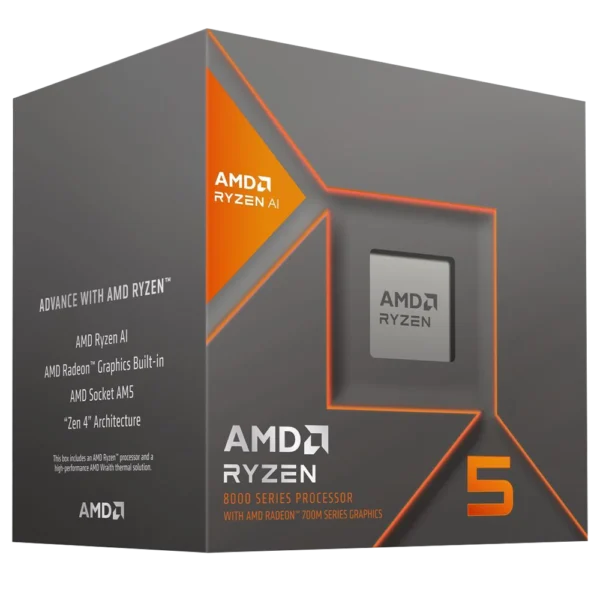 ADVANCE WITH AMD RYZEN™
AMD Ryzen AI
AMD Radeon™ Graphics Built-in
AMD Socket AM5
“Zen 4” Architecture
This box includes an AMD Ryzen™ processor and a
high-performance AMD Wraith thermal solution.
AMD
AMD
RYZEN AI
AMD
RYZEN
AMD
RYZEN
8000 SERIES PROCESSOR
WITH AMD RADEON™ 700M SERIES GRAPHICS
5